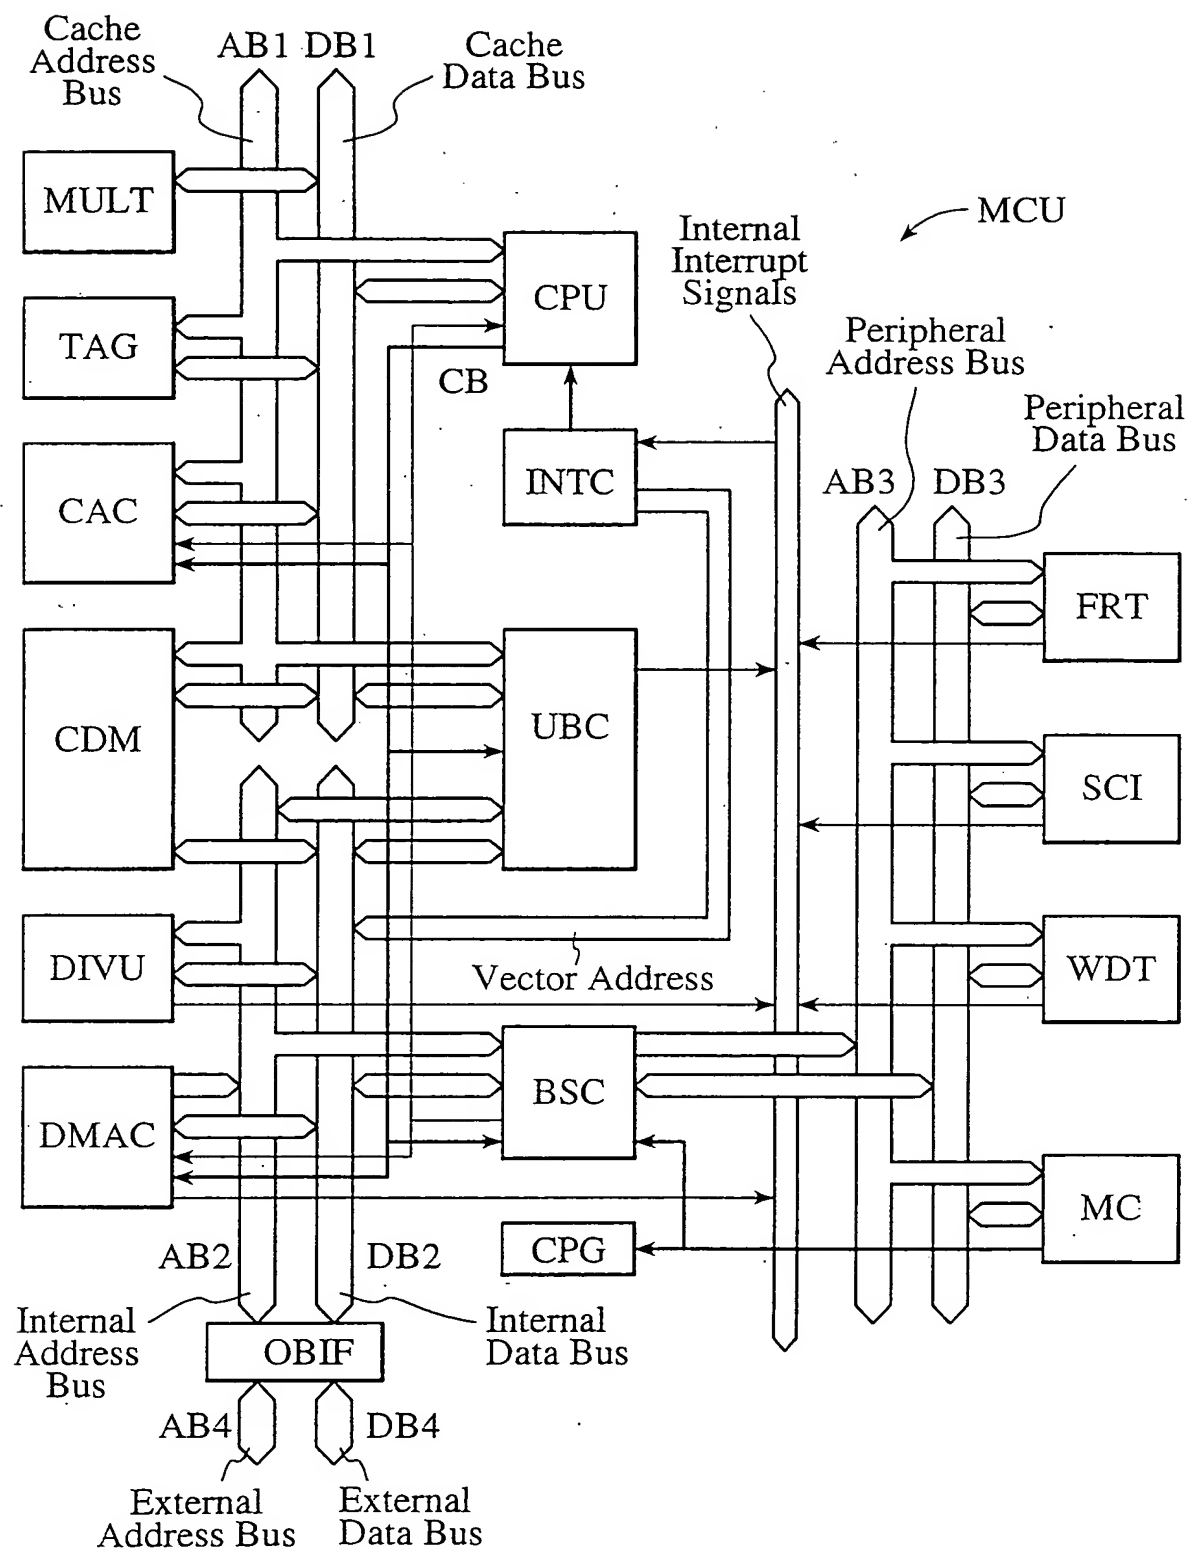 Cache
Address
Bus
AB1
DB1
Cache
Data Bus
MULT
MCU
Internal
Interrupt
Signals
CPU
TAG
Peripheral
Address Bus
CB
Peripheral
Data Bus
INTC
CAC
AB3
DB3
FRT
CDM
UBC
SCI
DIVU
Vector Address
WDT
DMAC
BSC
MC
CPG
AB2
DB2
Internal
Address
Bus
Internal
Data Bus
OBIF
AB4
DB4
External
Address Bus
External
Data Bus